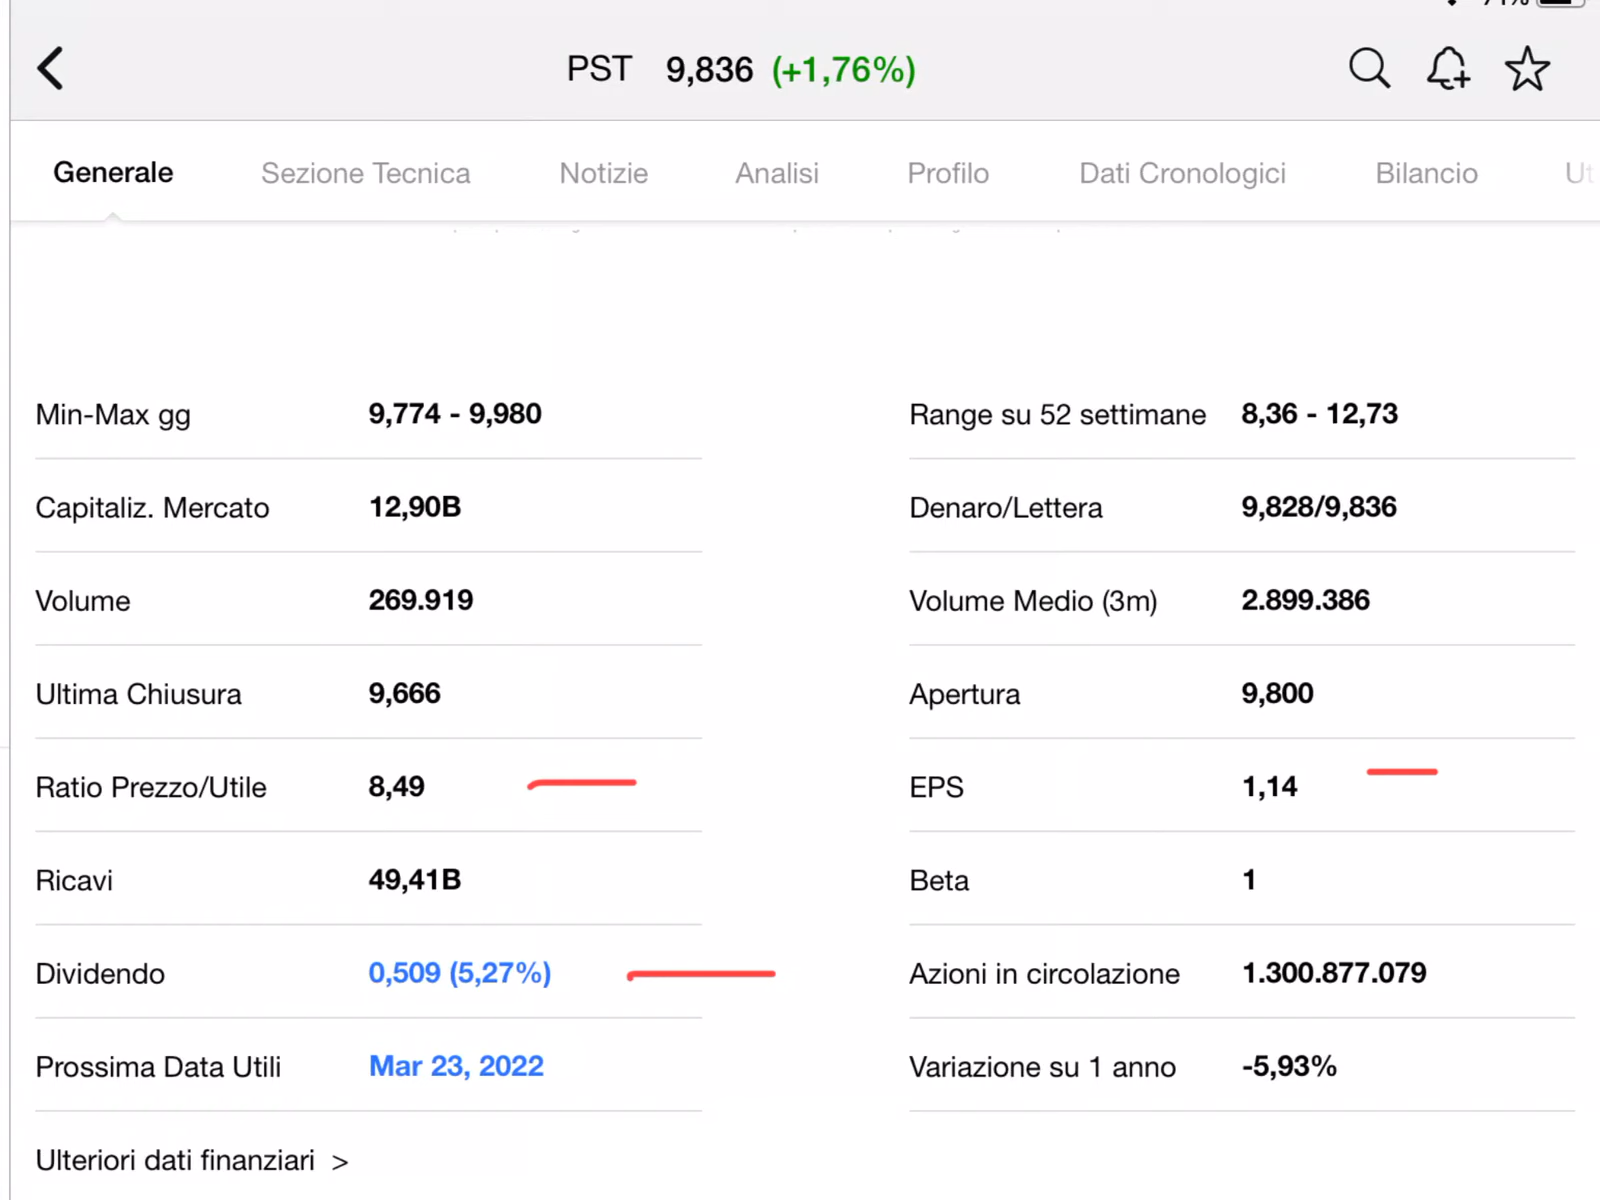 PST 9,836 (+1,76%)
Generale Sezione Tecnica Notizie Analisi Profilo Dati Cronologici Bilancio
Min-Max gg 9,774 - 9,980 Range su 52 settimane 8,36 - 12,73
Capitaliz. Mercato 12,90B Denaro/Lettera 9,828/9,836
Volume 269.919 Volume Medio (3m) 2.899.386
Ultima Chiusura 9,666 Apertura 9,800
Ratio Prezzo/Utile 8,49 EPS 1,14
Ricavi 49,41B Beta 1
Dividendo 0,509 (5,27%) Azioni in circolazione 1.300.877.079
Prossima Data Utili Mar 23, 2022 Variazione su 1 anno -5,93%
Ulteriori dati finanziari >